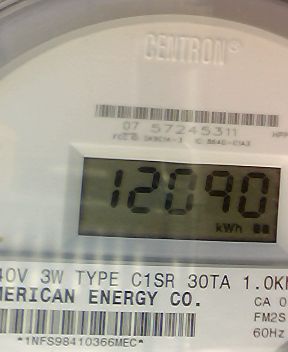 CENTRON®
07 57245311
12090
kWh
40V 3W TYPE C1SR 30TA 1.0K
MERICAN ENERGY CO.
CA 0
FM2S
60Hz
*1NFS98410366MEC*